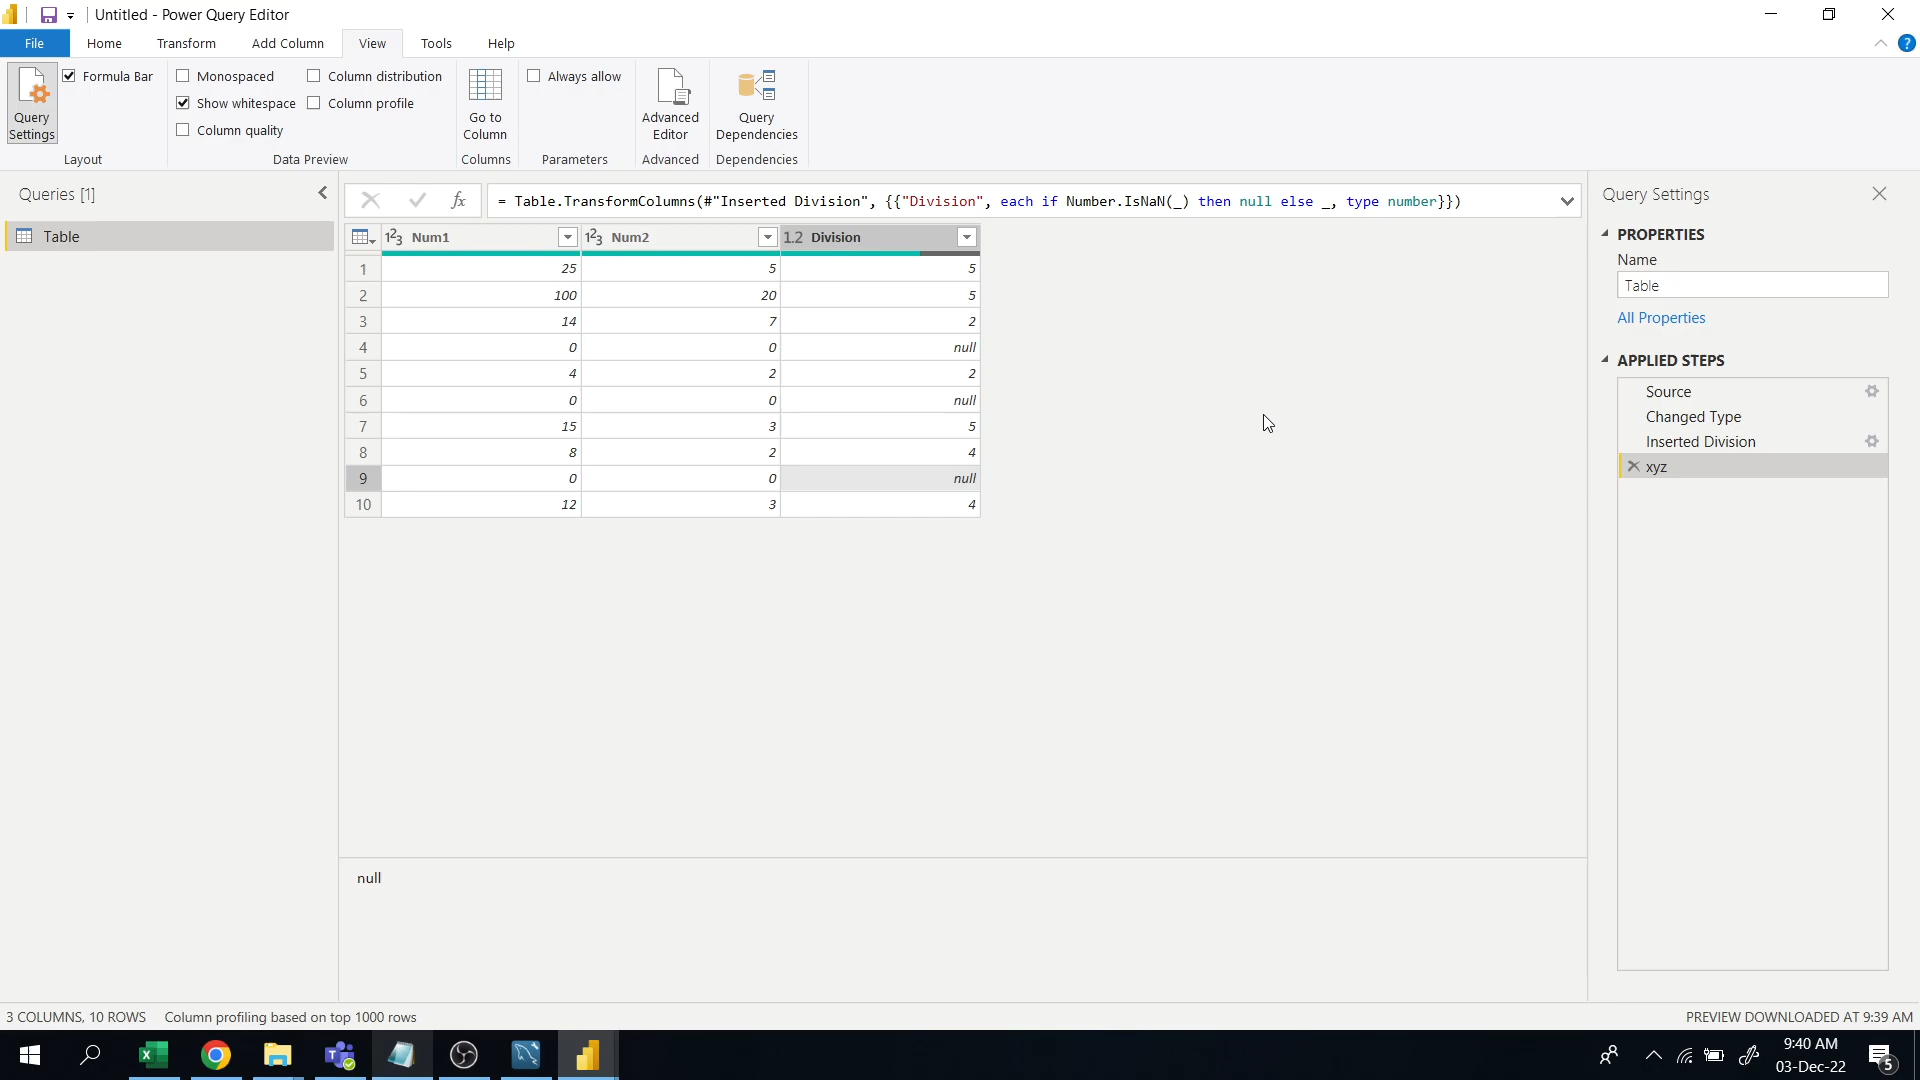 Untitled - Power Query Editor
File Home Transform Add Column View Tools Help
Query Settings
Formula Bar
Layout
Monospaced
Show whitespace
Column quality
Column distribution
Column profile
Data Preview
Go to Column
Columns
Always allow
Parameters
Advanced Editor
Advanced
Query Dependencies
Dependencies
Queries [1]
Table
fx
= Table.TransformColumns(#"Inserted Division", {{"Division", each if Number.IsNaN(_) then null else _, type number}})
123 Num1 123 Num2 1.2 Division
1 25 5 5
2 100 20 5
3 14 7 2
4 0 0 null
5 4 2 2
6 0 0 null
7 15 3 5
8 8 2 4
9 0 0 null
10 12 3 4
null
Query Settings
PROPERTIES
Name
Table
All Properties
APPLIED STEPS
Source
Changed Type
Inserted Division
xyz
3 COLUMNS, 10 ROWS Column profiling based on top 1000 rows
PREVIEW DOWNLOADED AT 9:39 AM
9:40 AM
03-Dec-22
5